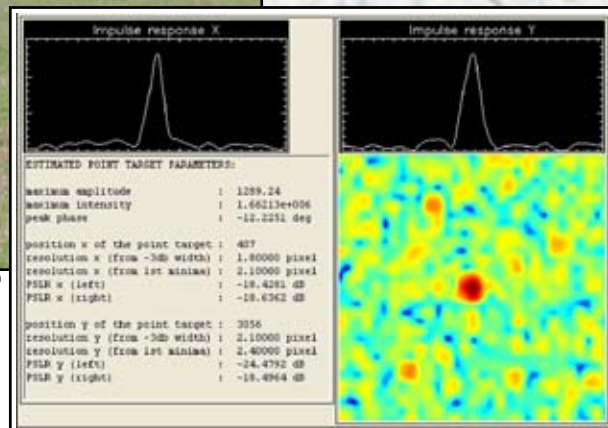 Impulse response X
Impulse response Y
ESTIMATED POINT TARGET PARAMETERS:
maximum amplitude : 1289.24
maximum intensity : 1.66213e+006
peak phase : -12.2251 deg
position x of the point target : 407
resolution x (from -3db width) : 1.80000 pixel
resolution x (from 1st minima) : 2.10000 pixel
PSLR x (left) : -18.4281 dB
PSLR x (right) : -18.6362 dB
position y of the point target : 3056
resolution y (from -3db width) : 2.10000 pixel
resolution y (from 1st minima) : 2.40000 pixel
PSLR y (left) : -24.4792 dB
PSLR y (right) : -18.4964 dB